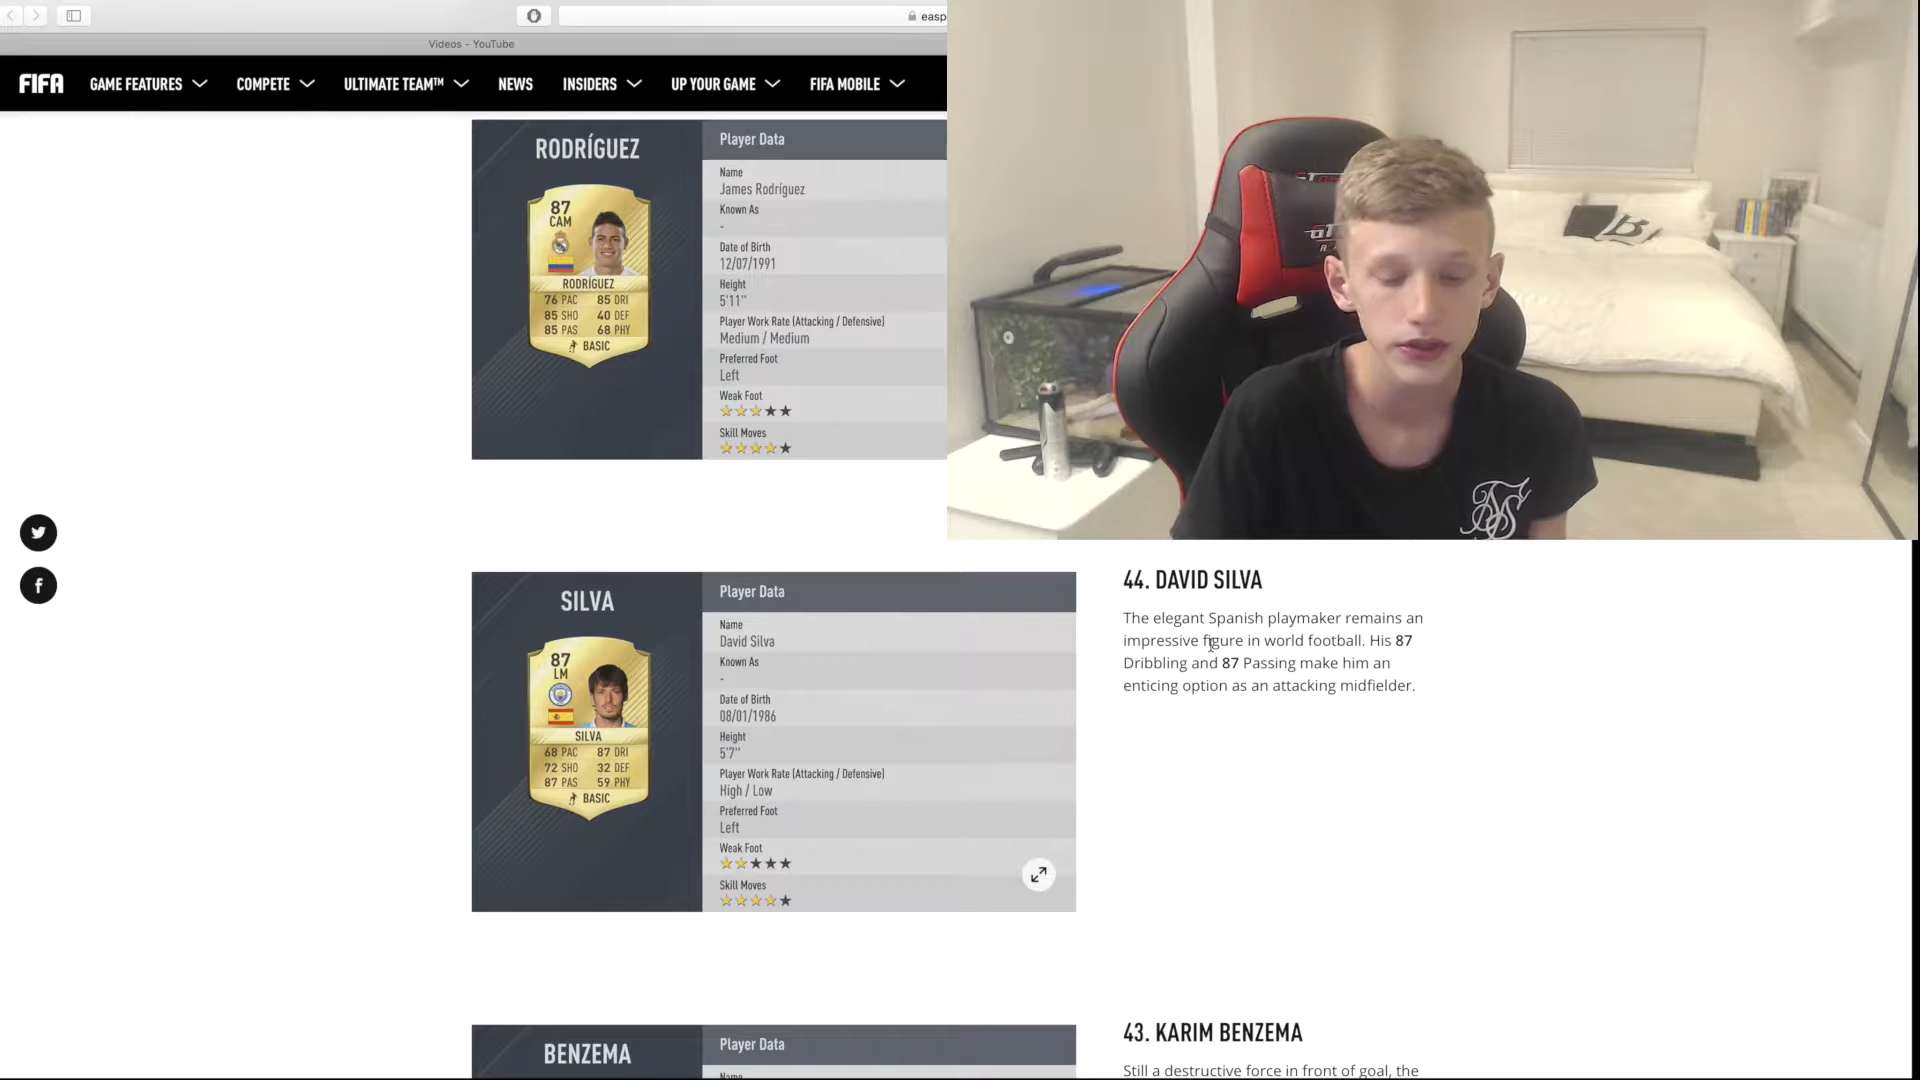 easp
Videos - YouTube
FIFA GAME FEATURES COMPETE ULTIMATE TEAM™ NEWS INSIDERS UP YOUR GAME FIFA MOBILE
RODRÍGUEZ
87
CAM
RODRÍGUEZ
76 PAC 85 DRI
85 SHO 40 DEF
85 PAS 68 PHY
BASIC
Player Data
Name
James Rodríguez
Known As
-
Date of Birth
12/07/1991
Height
5'11"
Player Work Rate (Attacking / Defensive)
Medium / Medium
Preferred Foot
Left
Weak Foot
Skill Moves
SILVA
87
LM
SILVA
68 PAC 87 DRI
72 SHO 32 DEF
87 PAS 59 PHY
BASIC
Player Data
Name
David Silva
Known As
-
Date of Birth
08/01/1986
Height
5'7"
Player Work Rate (Attacking / Defensive)
High / Low
Preferred Foot
Left
Weak Foot
Skill Moves
44. DAVID SILVA
The elegant Spanish playmaker remains an
impressive figure in world football. His 87
Dribbling and 87 Passing make him an
enticing option as an attacking midfielder.
BENZEMA
Player Data
Name
43. KARIM BENZEMA
Still a destructive force in front of goal, the